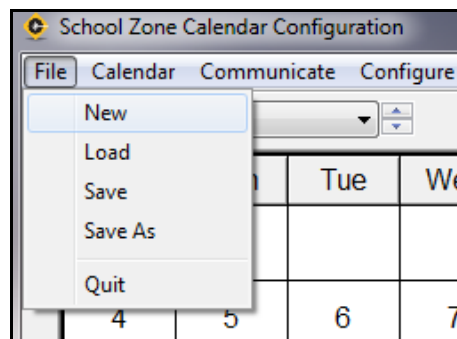 School Zone Calendar Configuration
File Calendar Communicate Configure
New
Load
Tue
Save
Save As
Quit
4 5 6 7